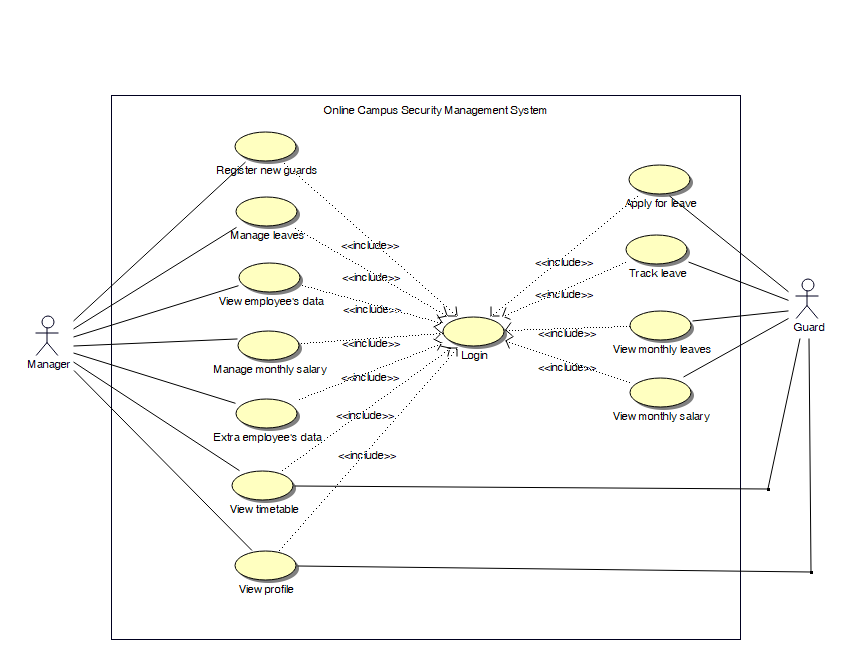 Online Campus Security Management System
Register new guards
Apply for leave
Manage leaves
<<include>>
<<include>>
Track leave
<<include>>
<<include>>
View employee's data
<<include>>
Guard
<<include>>
<<include>>
View monthly leaves
Login
Manager
Manage monthly salary
<<include>>
<<include>>
<<include>>
View monthly salary
Extra employee's data
<<include>>
View timetable
View profile